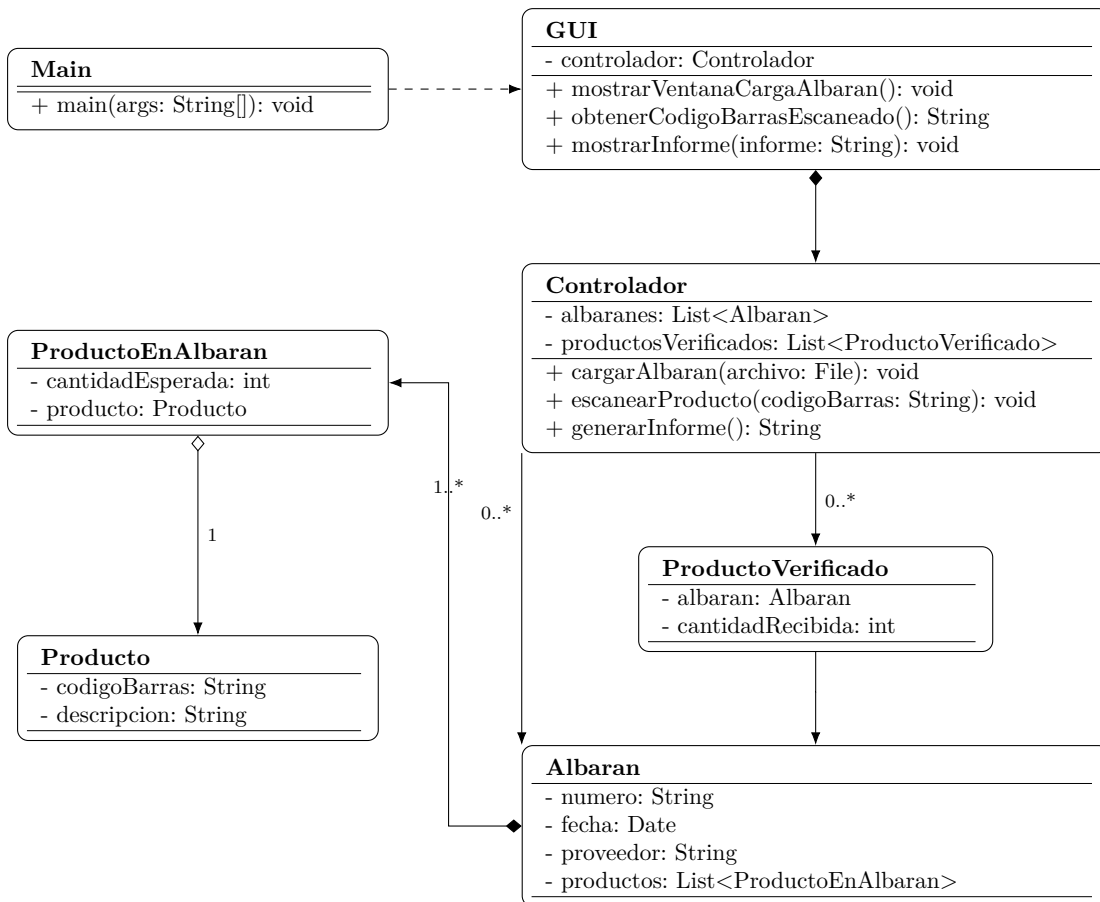 Main
+ main(args: String[]): void
GUI
- controlador: Controlador
+ mostrarVentanaCargaAlbaran(): void
+ obtenerCodigoBarrasEscaneado(): String
+ mostrarInforme(informe: String): void
Controlador
- albaranes: List<Albaran>
- productosVerificados: List<ProductoVerificado>
+ cargarAlbaran(archivo: File): void
+ escanearProducto(codigoBarras: String): void
+ generarInforme(): String
ProductoEnAlbaran
- cantidadEsperada: int
- producto: Producto
1..*
0..*
0..*
1
ProductoVerificado
- albaran: Albaran
- cantidadRecibida: int
Producto
- codigoBarras: String
- descripcion: String
Albaran
- numero: String
- fecha: Date
- proveedor: String
- productos: List<ProductoEnAlbaran>